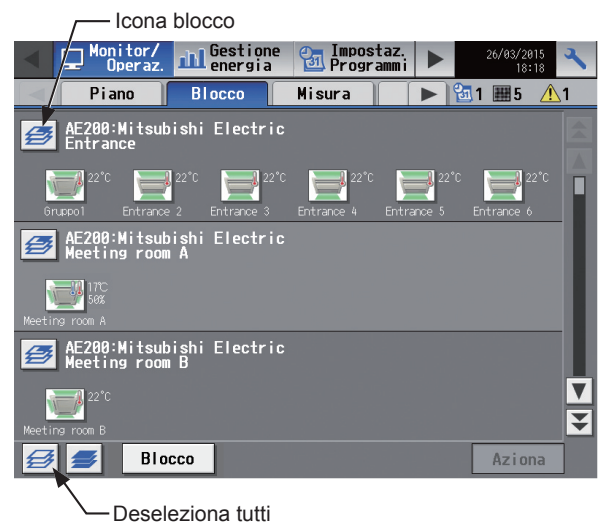 Icona blocco
Monitor/
Operaz.
Gestione
energia
31
Impostaz.
Programmi
26/03/2015
18:18
Piano
Blocco
Misura
31
1
5
1
AE200:Mitsubishi Electric
Entrance
22°C
22°C
22°C
22°C
22°C
22°C
Gruppo1
Entrance 2
Entrance 3
Entrance 4
Entrance 5
Entrance 6
AE200:Mitsubishi Electric
Meeting room A
17°C
50%
Meeting room A
AE200:Mitsubishi Electric
Meeting room B
22°C
Meeting room B
Blocco
Aziona
Deseleziona tutti